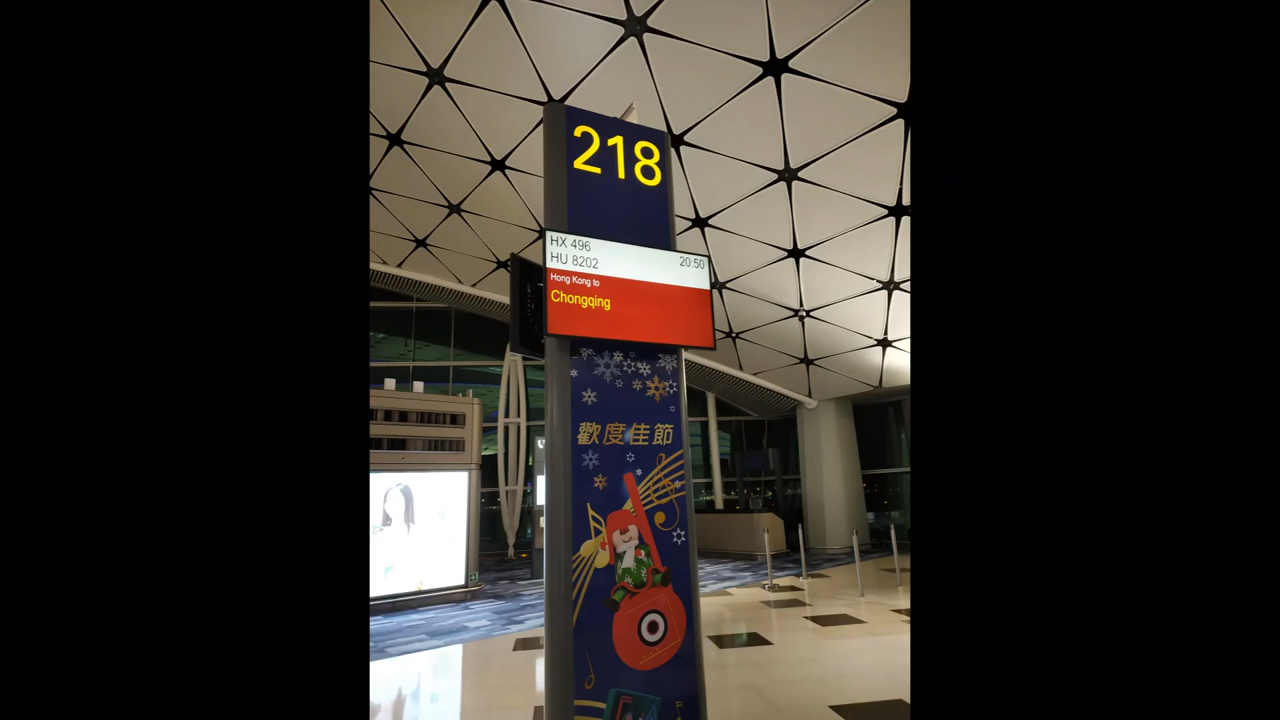 218
HX 496
HU 8202
20:50
Hong Kong to
Chongqing
歡度佳節